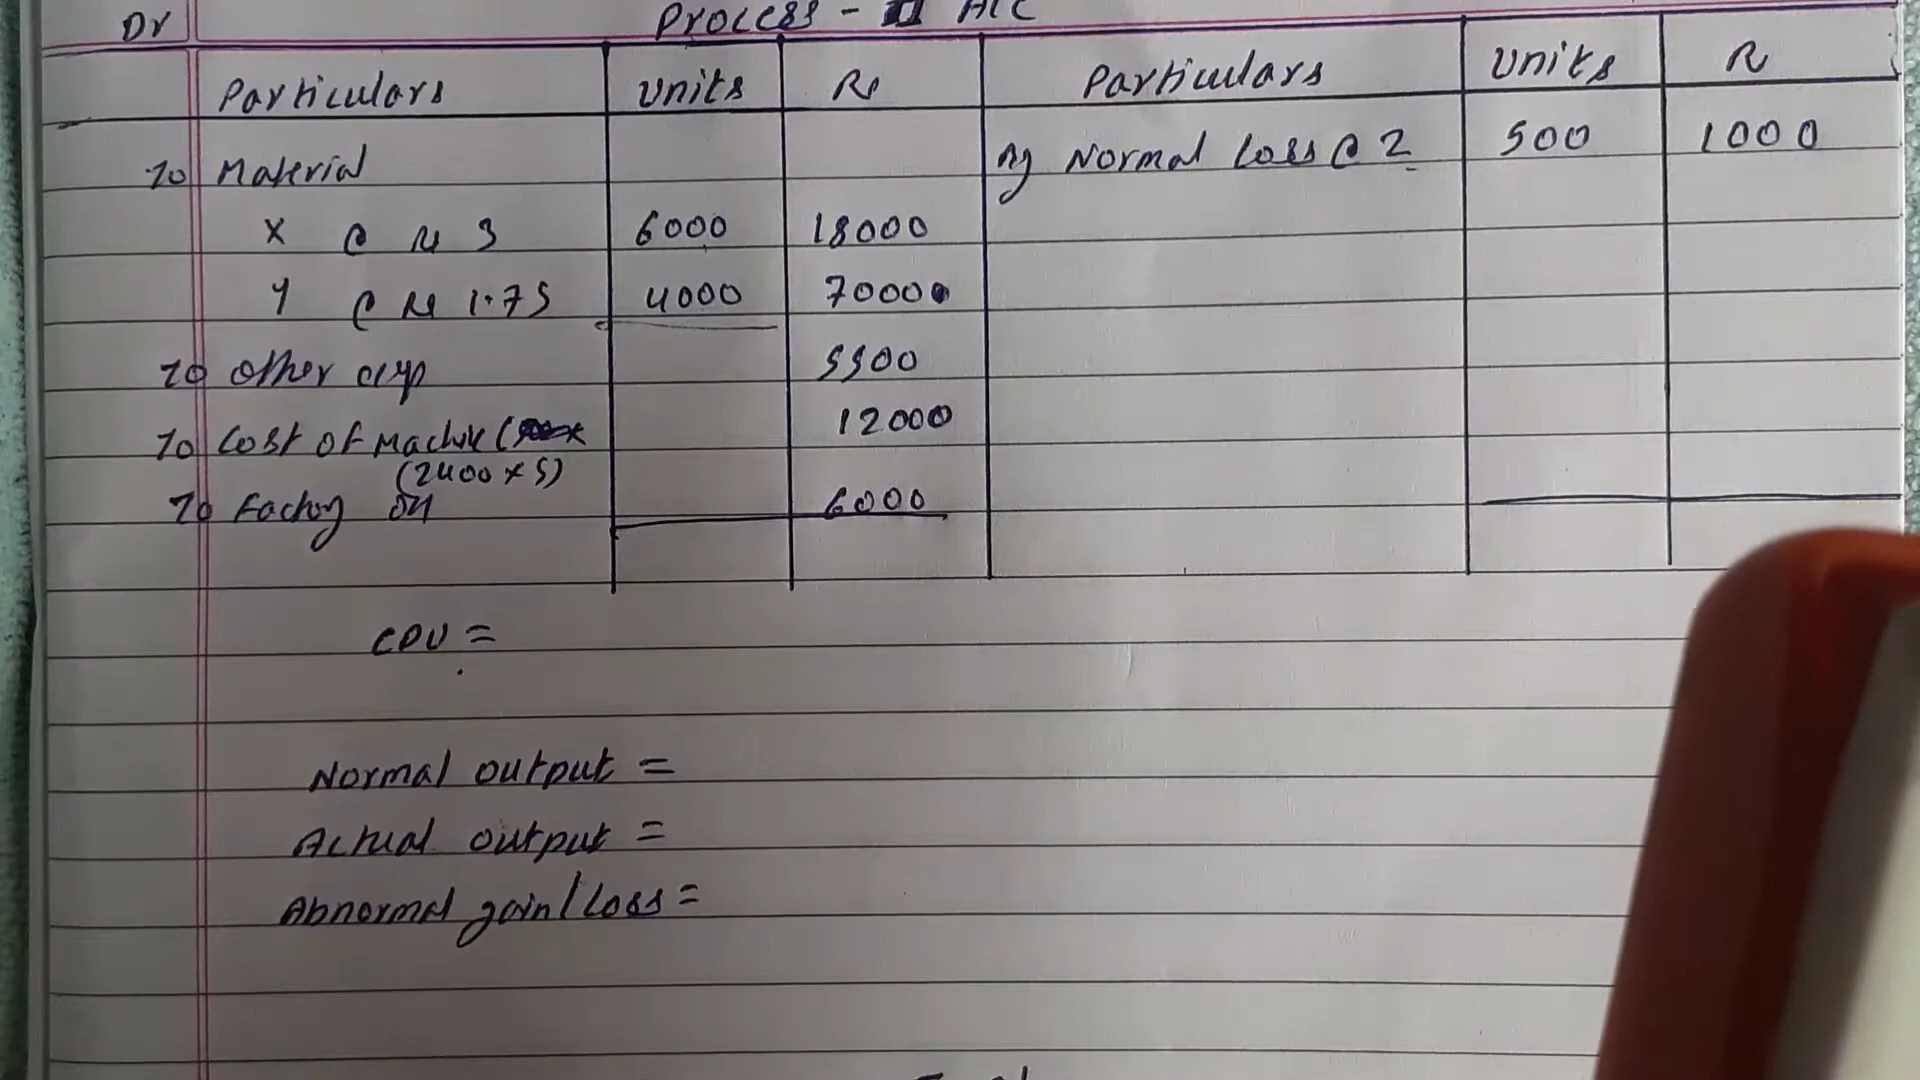 Dr Process - A/C
Particulars Units Rs Particulars Units R
To Material By Normal Loss @ 2 500 1000
X @ Rs 3 6000 18000
Y @ Rs 1.75 4000 7000
To other exp 5500
To Cost of Machine ( 12000
(2400 x 5)
To Factory OH 6000
CPU =
Normal output =
Actual output =
Abnormal gain/Loss =